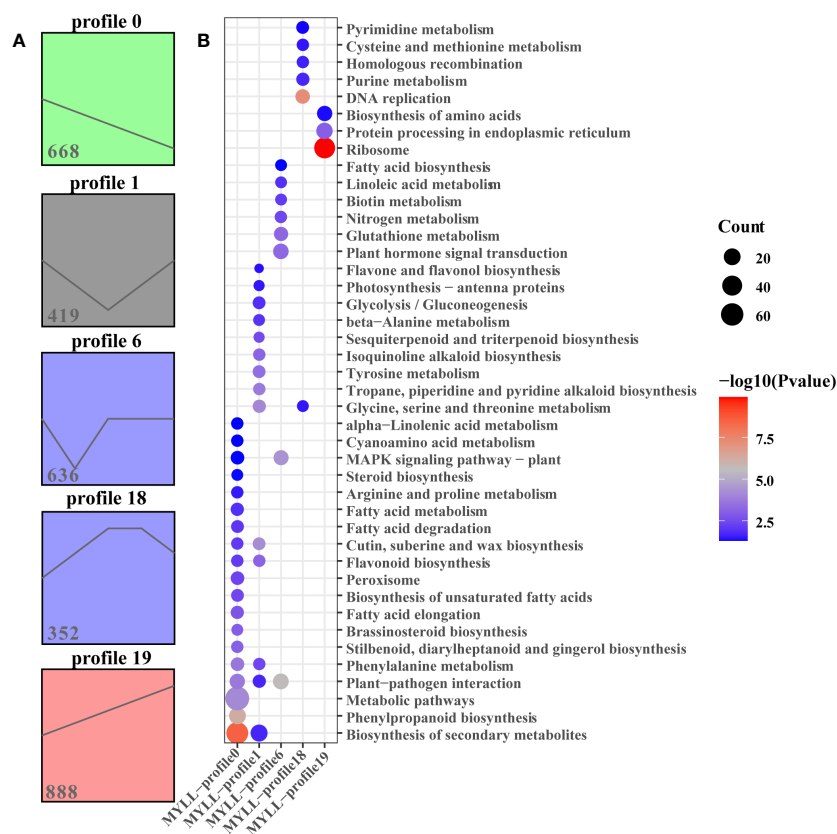 A
profile 0
668
profile 1
419
profile 6
636
profile 18
352
profile 19
888
B
Pyrimidine metabolism
Cysteine and methionine metabolism
Homologous recombination
Purine metabolism
DNA replication
Biosynthesis of amino acids
Protein processing in endoplasmic reticulum
Ribosome
Fatty acid biosynthesis
Linoleic acid metabolism
Biotin metabolism
Nitrogen metabolism
Glutathione metabolism
Plant hormone signal transduction
Flavone and flavonol biosynthesis
Photosynthesis − antenna proteins
Glycolysis / Gluconeogenesis
beta−Alanine metabolism
Sesquiterpenoid and triterpenoid biosynthesis
Isoquinoline alkaloid biosynthesis
Tyrosine metabolism
Tropane, piperidine and pyridine alkaloid biosynthesis
Glycine, serine and threonine metabolism
alpha−Linolenic acid metabolism
Cyanoamino acid metabolism
MAPK signaling pathway − plant
Steroid biosynthesis
Arginine and proline metabolism
Fatty acid metabolism
Fatty acid degradation
Cutin, suberine and wax biosynthesis
Flavonoid biosynthesis
Peroxisome
Biosynthesis of unsaturated fatty acids
Fatty acid elongation
Brassinosteroid biosynthesis
Stilbenoid, diarylheptanoid and gingerol biosynthesis
Phenylalanine metabolism
Plant−pathogen interaction
Metabolic pathways
Phenylpropanoid biosynthesis
Biosynthesis of secondary metabolites
MYLL−profile0
MYLL−profile1
MYLL−profile6
MYLL−profile18
MYLL−profile19
Count
20
40
60
−log10(Pvalue)
7.5
5.0
2.5